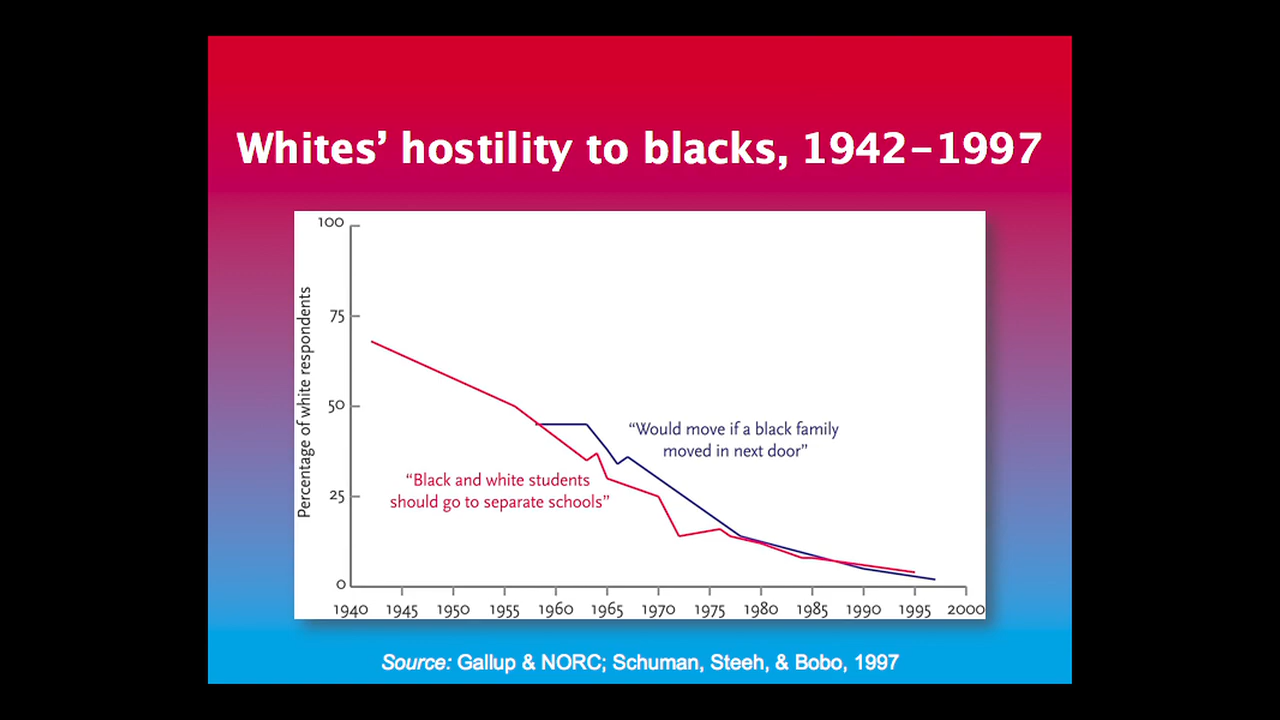 Whites’ hostility to blacks, 1942–1997
100
75
50
25
0
Percentage of white respondents
“Would move if a black family
moved in next door”
“Black and white students
should go to separate schools”
1940 1945 1950 1955 1960 1965 1970 1975 1980 1985 1990 1995 2000
Source: Gallup & NORC; Schuman, Steeh, & Bobo, 1997